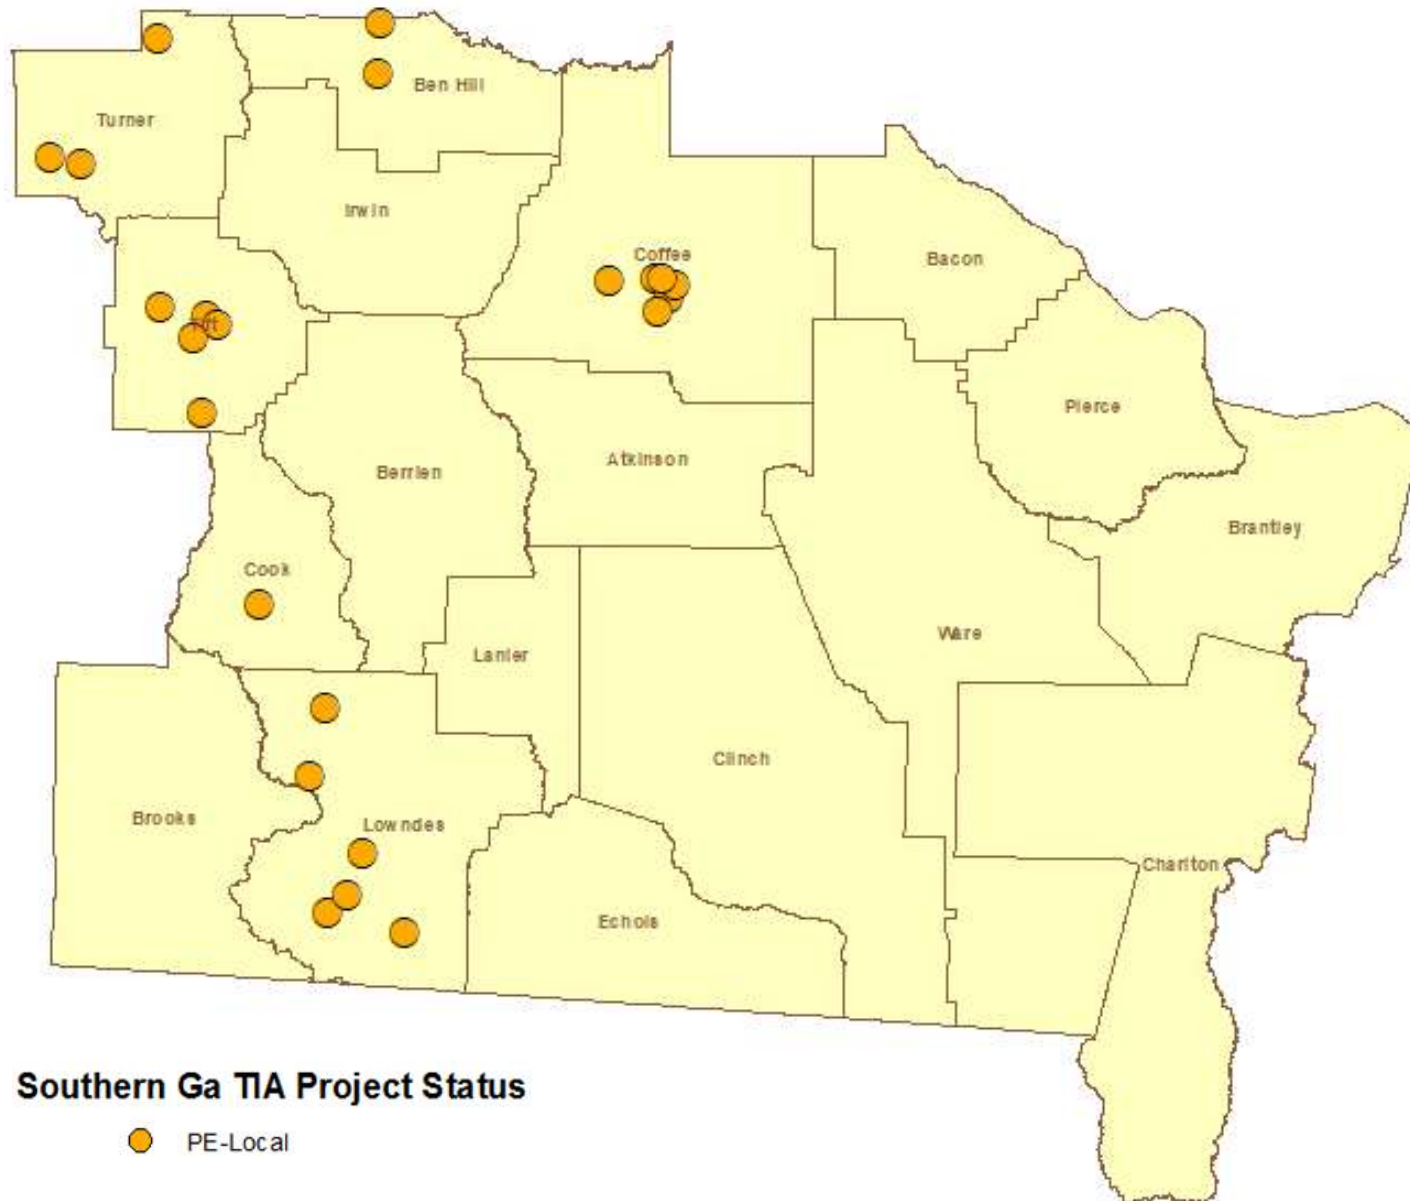 Ben Hill
Turner
Irwin
Coffee
Bacon
Pierce
Atkinson
Berrien
Brantley
Cook
Ware
Lanier
Clinch
Brooks
Lowndes
Charlton
Echols
Southern Ga TIA Project Status
PE-Local